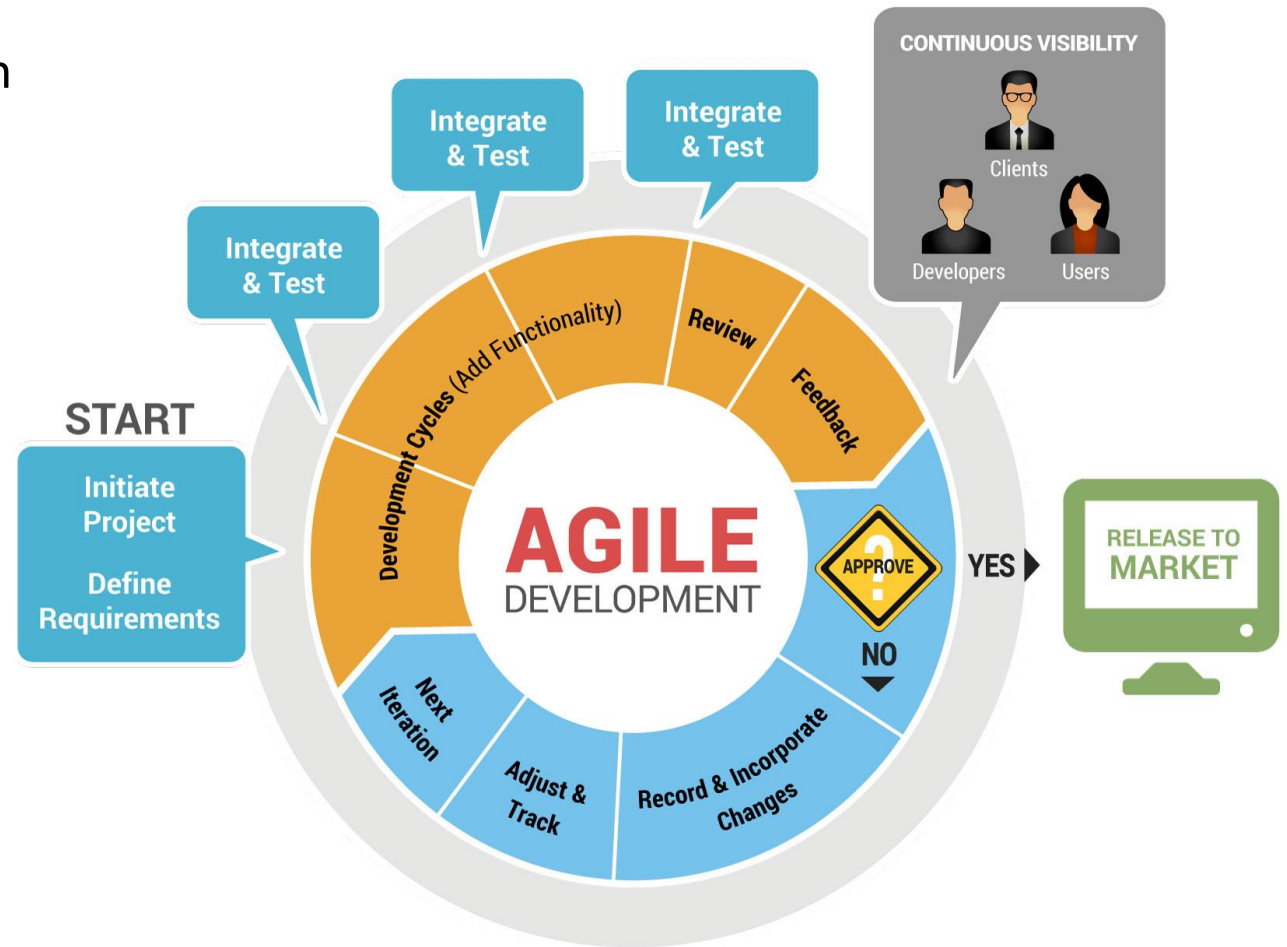 n
CONTINUOUS VISIBILITY
Clients
Developers
Users
Integrate
& Test
Integrate
& Test
Integrate
& Test
START
Initiate
Project
Define
Requirements
Development Cycles (Add Functionality)
Review
Feedback
AGILE
DEVELOPMENT
?
APPROVE
YES
NO
RELEASE TO
MARKET
Record & Incorporate
Changes
Adjust &
Track
Next
Iteration